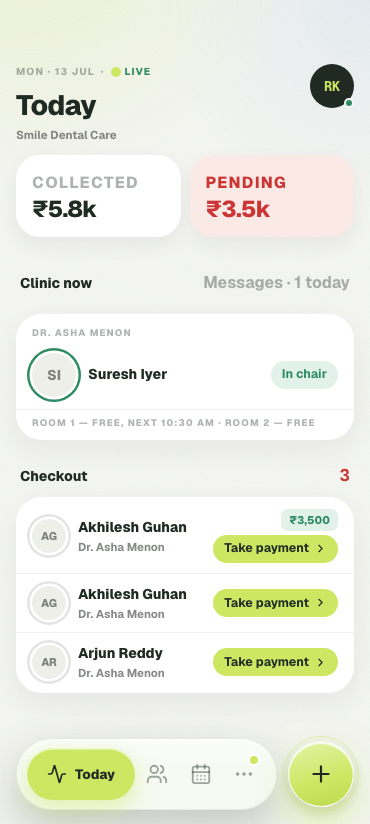 MON · 13 JUL · LIVE
RK
Today
Smile Dental Care
COLLECTED
₹5.8k
PENDING
₹3.5k
Clinic now
Messages · 1 today
DR. ASHA MENON
SI
Suresh Iyer
In chair
ROOM 1 — FREE, NEXT 10:30 AM · ROOM 2 — FREE
Checkout
3
AG
Akhilesh Guhan
Dr. Asha Menon
₹3,500
Take payment
AG
Akhilesh Guhan
Dr. Asha Menon
Take payment
AR
Arjun Reddy
Dr. Asha Menon
Take payment
Today